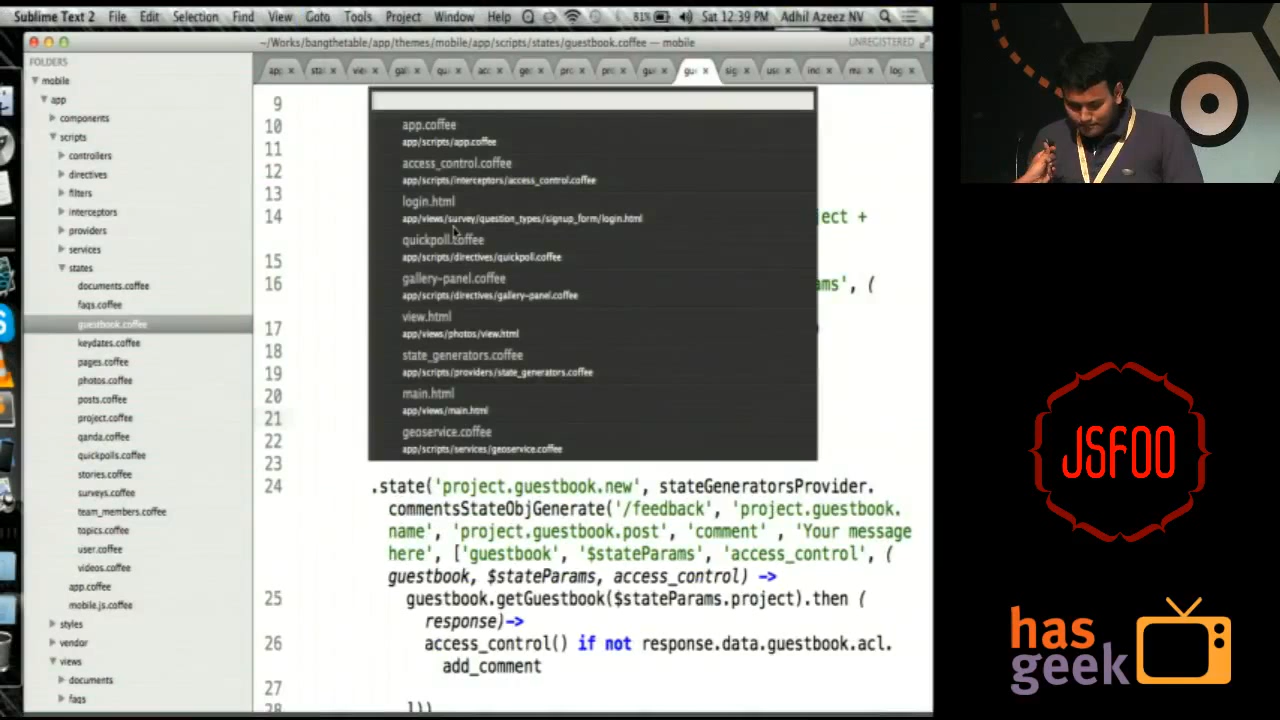 Sublime Text 2 File Edit Selection Find View Goto Tools Project Window Help 81% Sat 12:39 PM Adhil Azeez NV
~/Works/bangthetable/app/themes/mobile/app/scripts/states/guestbook.coffee — mobile
UNREGISTERED
FOLDERS
mobile
app
components
scripts
controllers
directives
filters
interceptors
providers
services
states
documents.coffee
faqs.coffee
guestbook.coffee
keydates.coffee
pages.coffee
photos.coffee
posts.coffee
project.coffee
qanda.coffee
quickpolls.coffee
stories.coffee
surveys.coffee
team_members.coffee
topics.coffee
user.coffee
videos.coffee
app.coffee
mobile.js.coffee
styles
vendor
views
documents
faqs
app.coffee
app/scripts/app.coffee
access_control.coffee
app/scripts/interceptors/access_control.coffee
login.html
app/views/survey/question_types/signup_form/login.html
quickpoll.coffee
app/scripts/directives/quickpoll.coffee
gallery-panel.coffee
app/scripts/directives/gallery-panel.coffee
view.html
app/views/photos/view.html
state_generators.coffee
app/scripts/providers/state_generators.coffee
main.html
app/views/main.html
geoservice.coffee
app/scripts/services/geoservice.coffee
9
10
11
12
13
14 ject +
15
16 ams', (
17
18
19
20
21
22
23
24 .state('project.guestbook.new', stateGeneratorsProvider.
commentsStateObjGenerate('/feedback', 'project.guestbook.
name', 'project.guestbook.post', 'comment' , 'Your message
here', ['guestbook', '$stateParams', 'access_control', (
guestbook, $stateParams, access_control) ->
25 guestbook.getGuestbook($stateParams.project).then (
response)->
26 access_control() if not response.data.guestbook.acl.
add_comment
27
28 ]))
JSFOO
has
geek